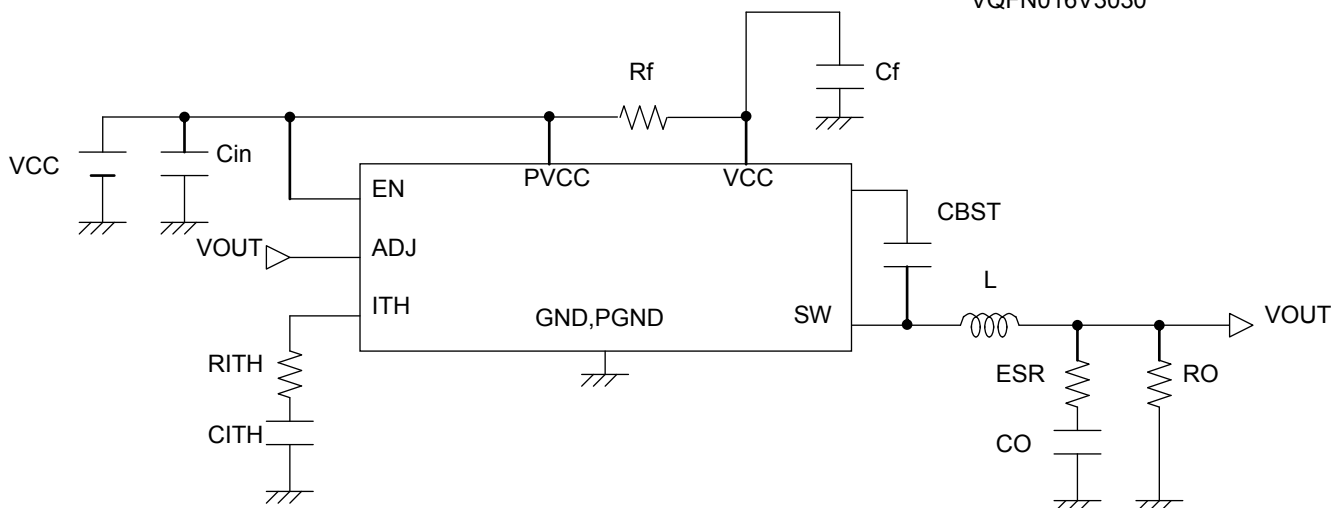 VQFN016V3030
Rf
Cf
VCC
Cin
EN
PVCC
VCC
CBST
VOUT
ADJ
L
ITH
GND,PGND
SW
VOUT
RITH
ESR
RO
CITH
CO